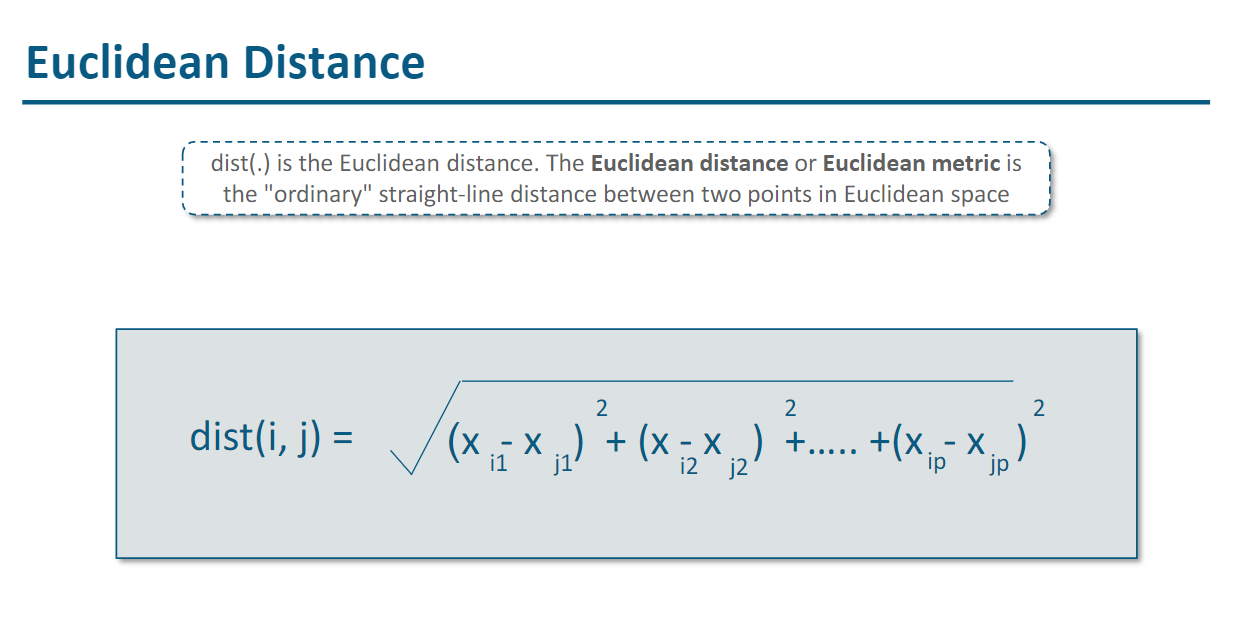 Euclidean Distance
dist(.) is the Euclidean distance. The Euclidean distance or Euclidean metric is
the "ordinary" straight-line distance between two points in Euclidean space
dist(i, j) = √(x i1 - x j1)² + (x i2 - x j2)² +..... +(x ip - x jp)²